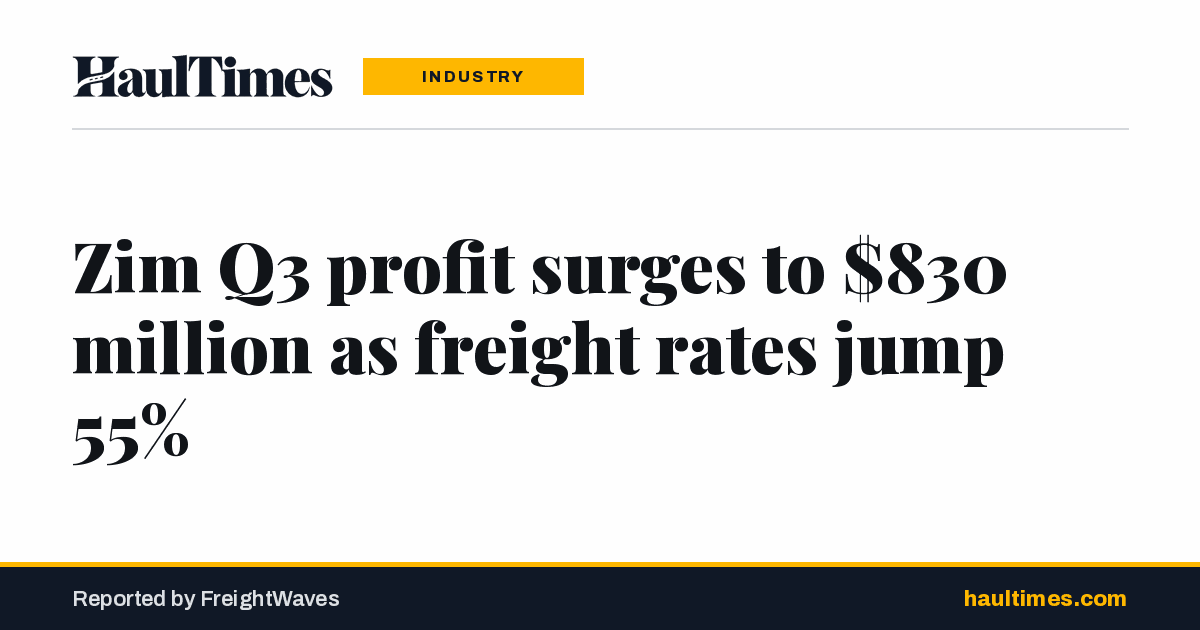 HaulTimes
INDUSTRY
Zim Q3 profit surges to $830
million as freight rates jump
55%
Reported by FreightWaves
haultimes.com